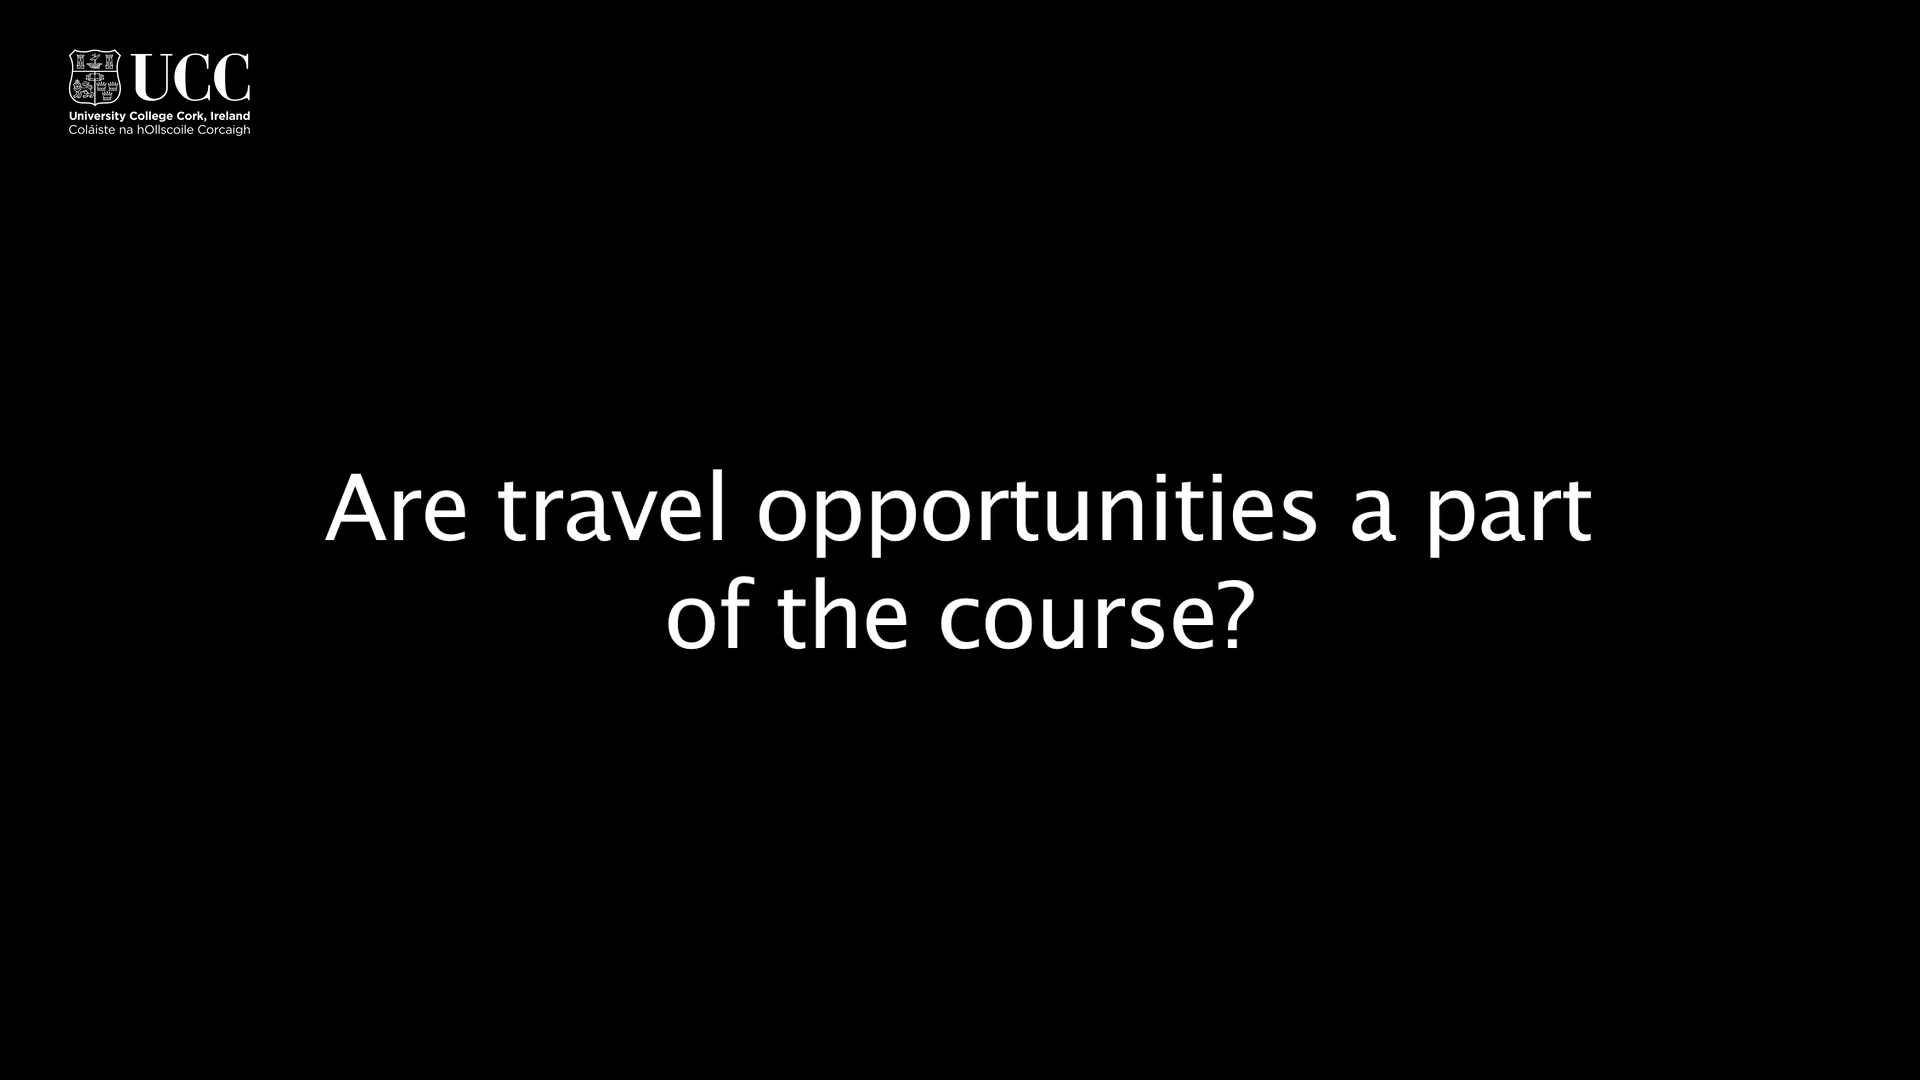 UCC
University College Cork, Ireland
Coláiste na hOllscoile Corcaigh
Are travel opportunities a part
of the course?